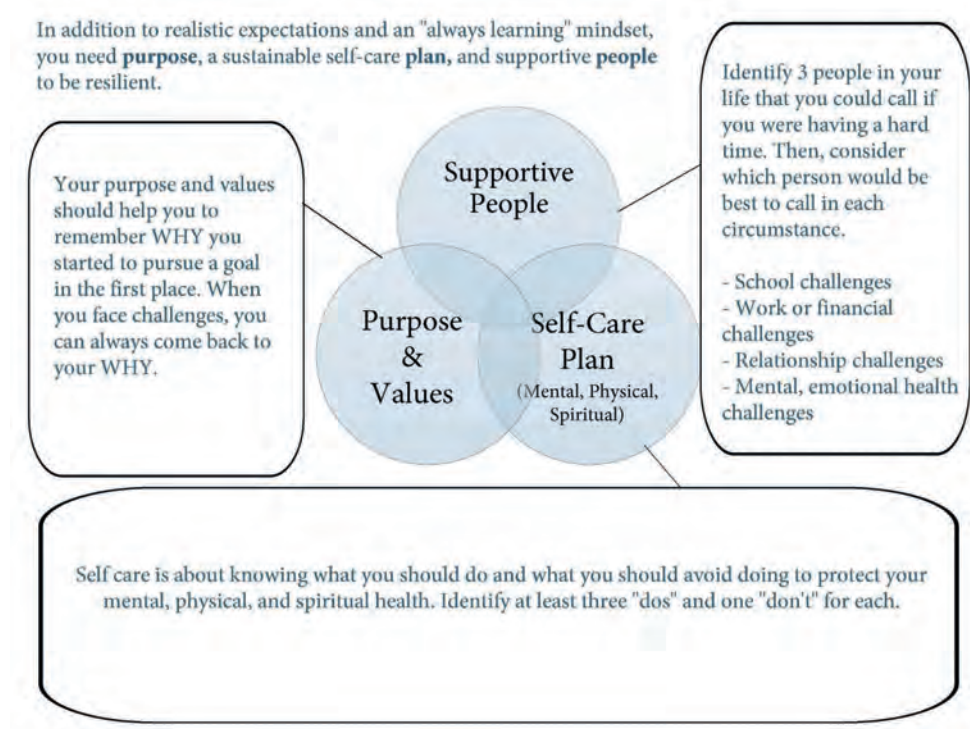 In addition to realistic expectations and an "always learning" mindset,
you need purpose, a sustainable self-care plan, and supportive people
to be resilient.
Your purpose and values
should help you to
remember WHY you
started to pursue a goal
in the first place. When
you face challenges, you
can always come back to
your WHY.
Supportive
People
Purpose
&
Values
Self-Care
Plan
(Mental, Physical,
Spiritual)
Identify 3 people in your
life that you could call if
you were having a hard
time. Then, consider
which person would be
best to call in each
circumstance.
- School challenges
- Work or financial
challenges
- Relationship challenges
- Mental, emotional health
challenges
Self care is about knowing what you should do and what you should avoid doing to protect your
mental, physical, and spiritual health. Identify at least three "dos" and one "don't" for each.